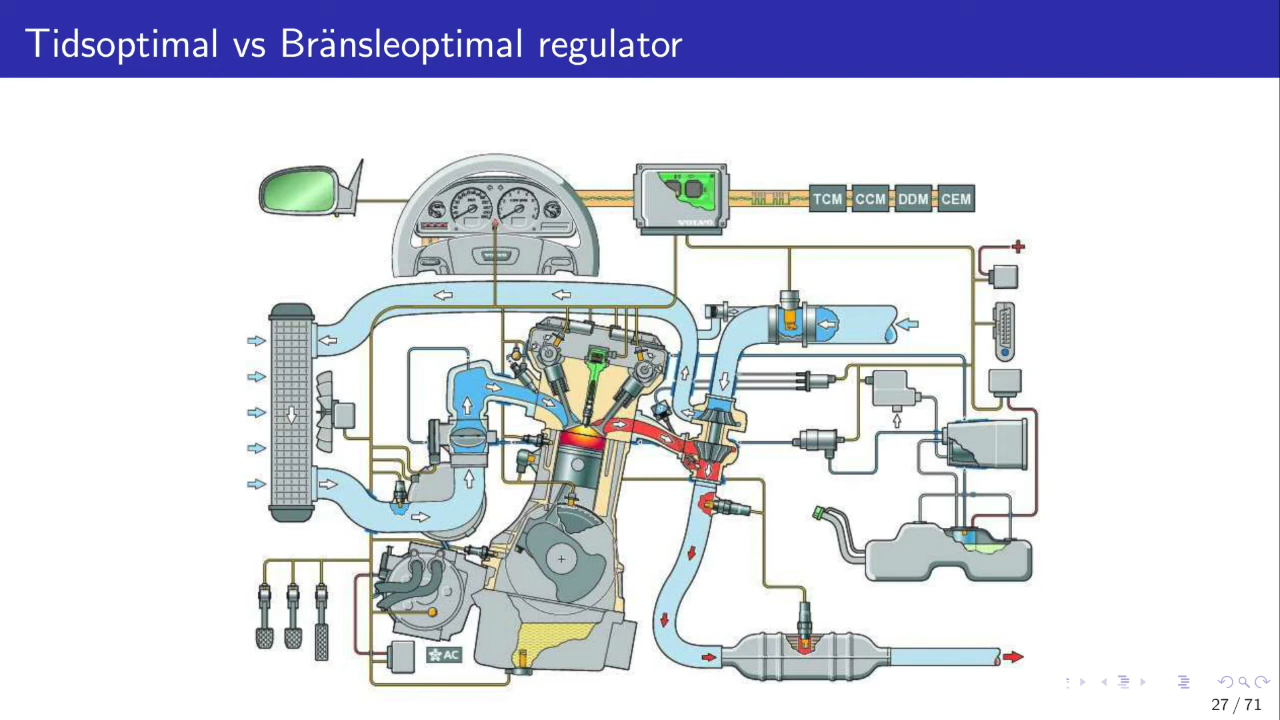 Tidsoptimal vs Bränsleoptimal regulator
VOLVO
TCM CCM DDM CEM
AC
27 / 71